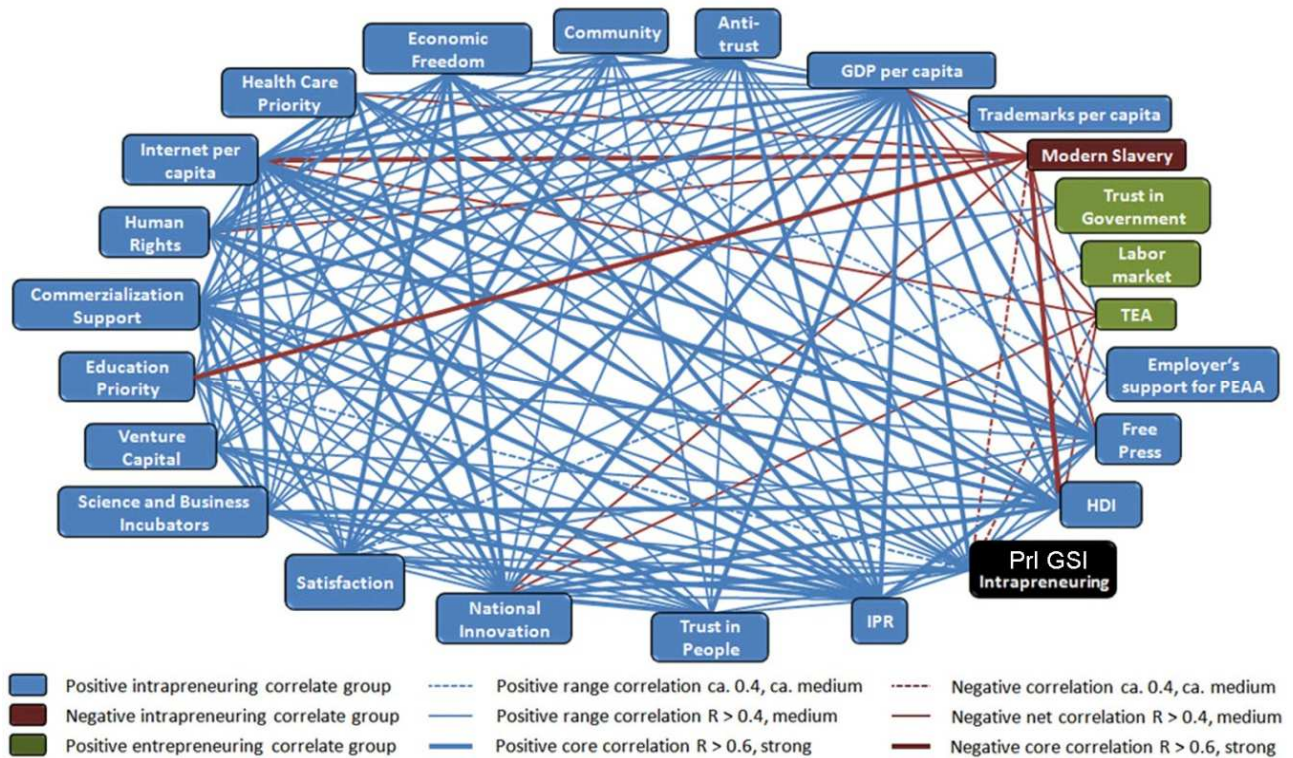 Economic
Freedom
Community
Anti-
trust
GDP per capita
Health Care
Priority
Trademarks per capita
Internet per
capita
Modern Slavery
Trust in
Government
Human
Rights
Labor
market
Commerzialization
Support
TEA
Education
Priority
Employer's
support for PEAA
Venture
Capital
Free
Press
Science and Business
Incubators
HDI
Satisfaction
PrI GSI
Intrapreneuring
National
Innovation
Trust in
People
IPR
Positive intrapreneuring correlate group
Negative intrapreneuring correlate group
Positive entrepreneuring correlate group
Positive range correlation ca. 0.4, ca. medium
Positive range correlation R > 0.4, medium
Positive core correlation R > 0.6, strong
Negative correlation ca. 0.4, ca. medium
Negative net correlation R > 0.4, medium
Negative core correlation R > 0.6, strong